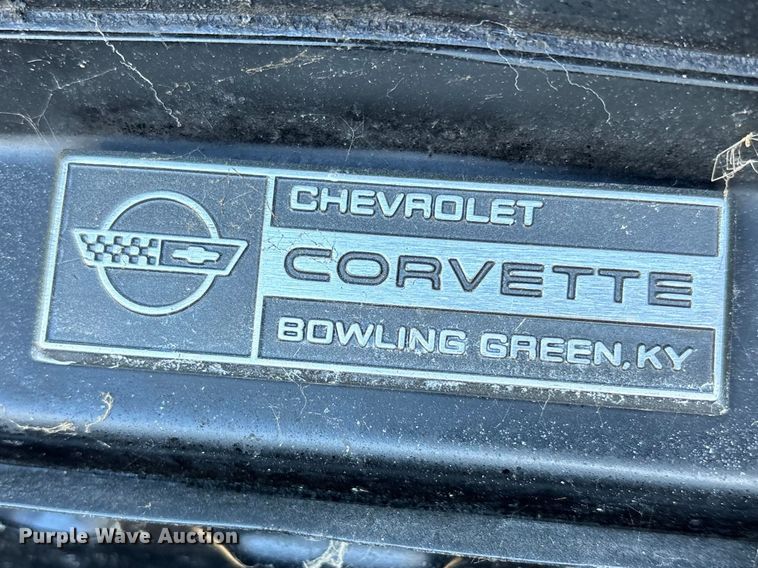 CHEVROLET
CORVETTE
BOWLING GREEN, KY
Purple Wave Auction